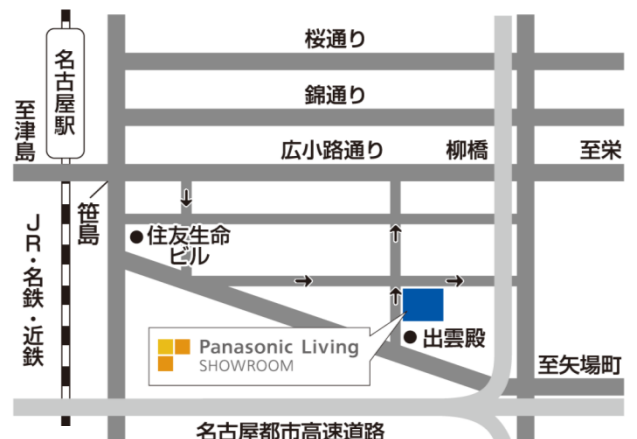 桜通り
名古屋駅
錦通り
至津島
広小路通り
柳橋
至栄
笹島
住友生命
ビル
JR・名鉄・近鉄
出雲殿
Panasonic Living
SHOWROOM
至矢場町
名古屋都市高速道路